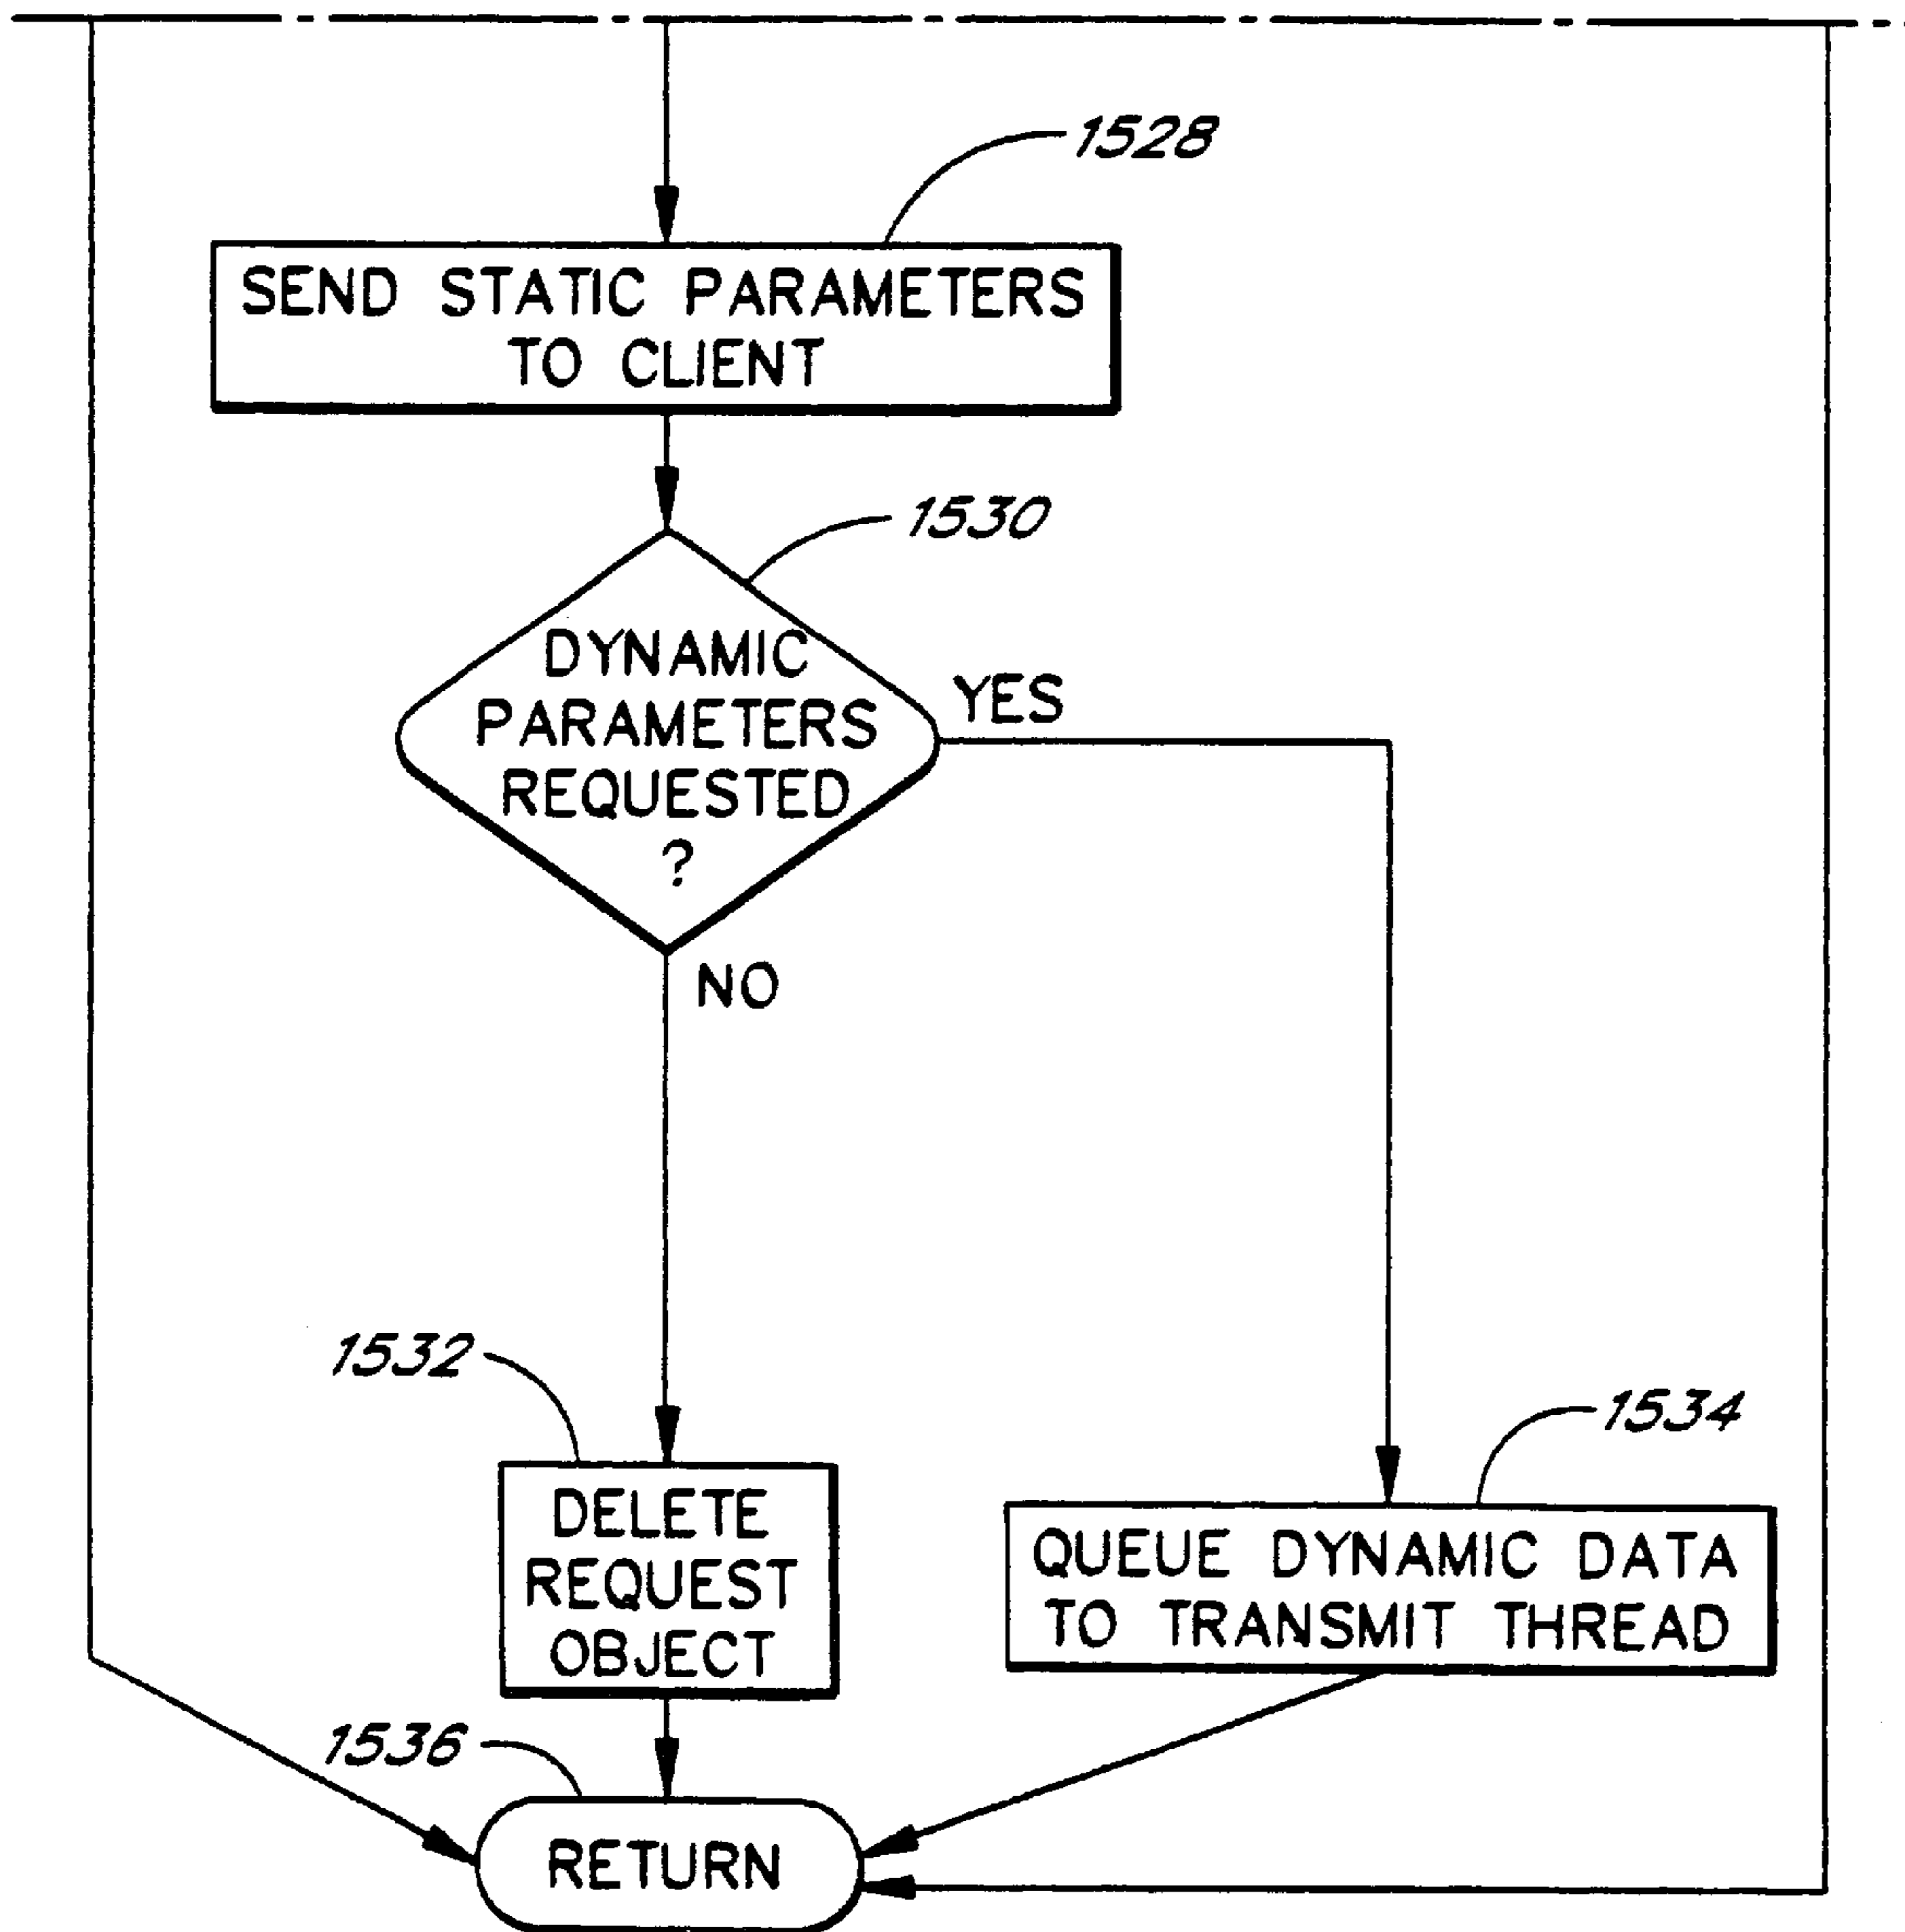 1528
SEND STATIC PARAMETERS
TO CLIENT
1530
DYNAMIC
PARAMETERS
REQUESTED
?
YES
NO
1532
DELETE
REQUEST
OBJECT
1534
QUEUE DYNAMIC DATA
TO TRANSMIT THREAD
1536
RETURN